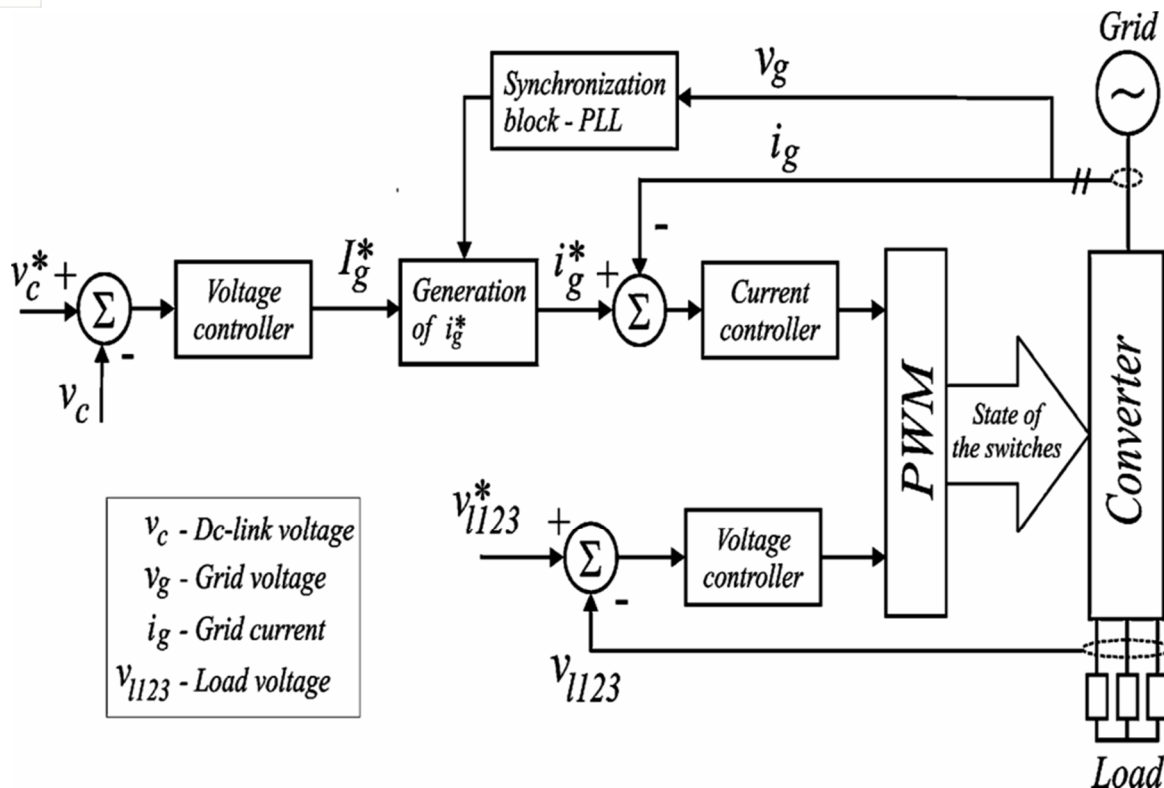 Grid
~
Synchronization
block - PLL
v_g
i_g
//
-
v_c^* +
Σ
-
v_c
Voltage
controller
I_g^*
Generation
of i_g^*
i_g^* +
Σ
Current
controller
PWM
State of
the switches
Converter
v_l123^* +
Σ
-
Voltage
controller
v_l123
v_c - Dc-link voltage
v_g - Grid voltage
i_g - Grid current
v_l123 - Load voltage
Load